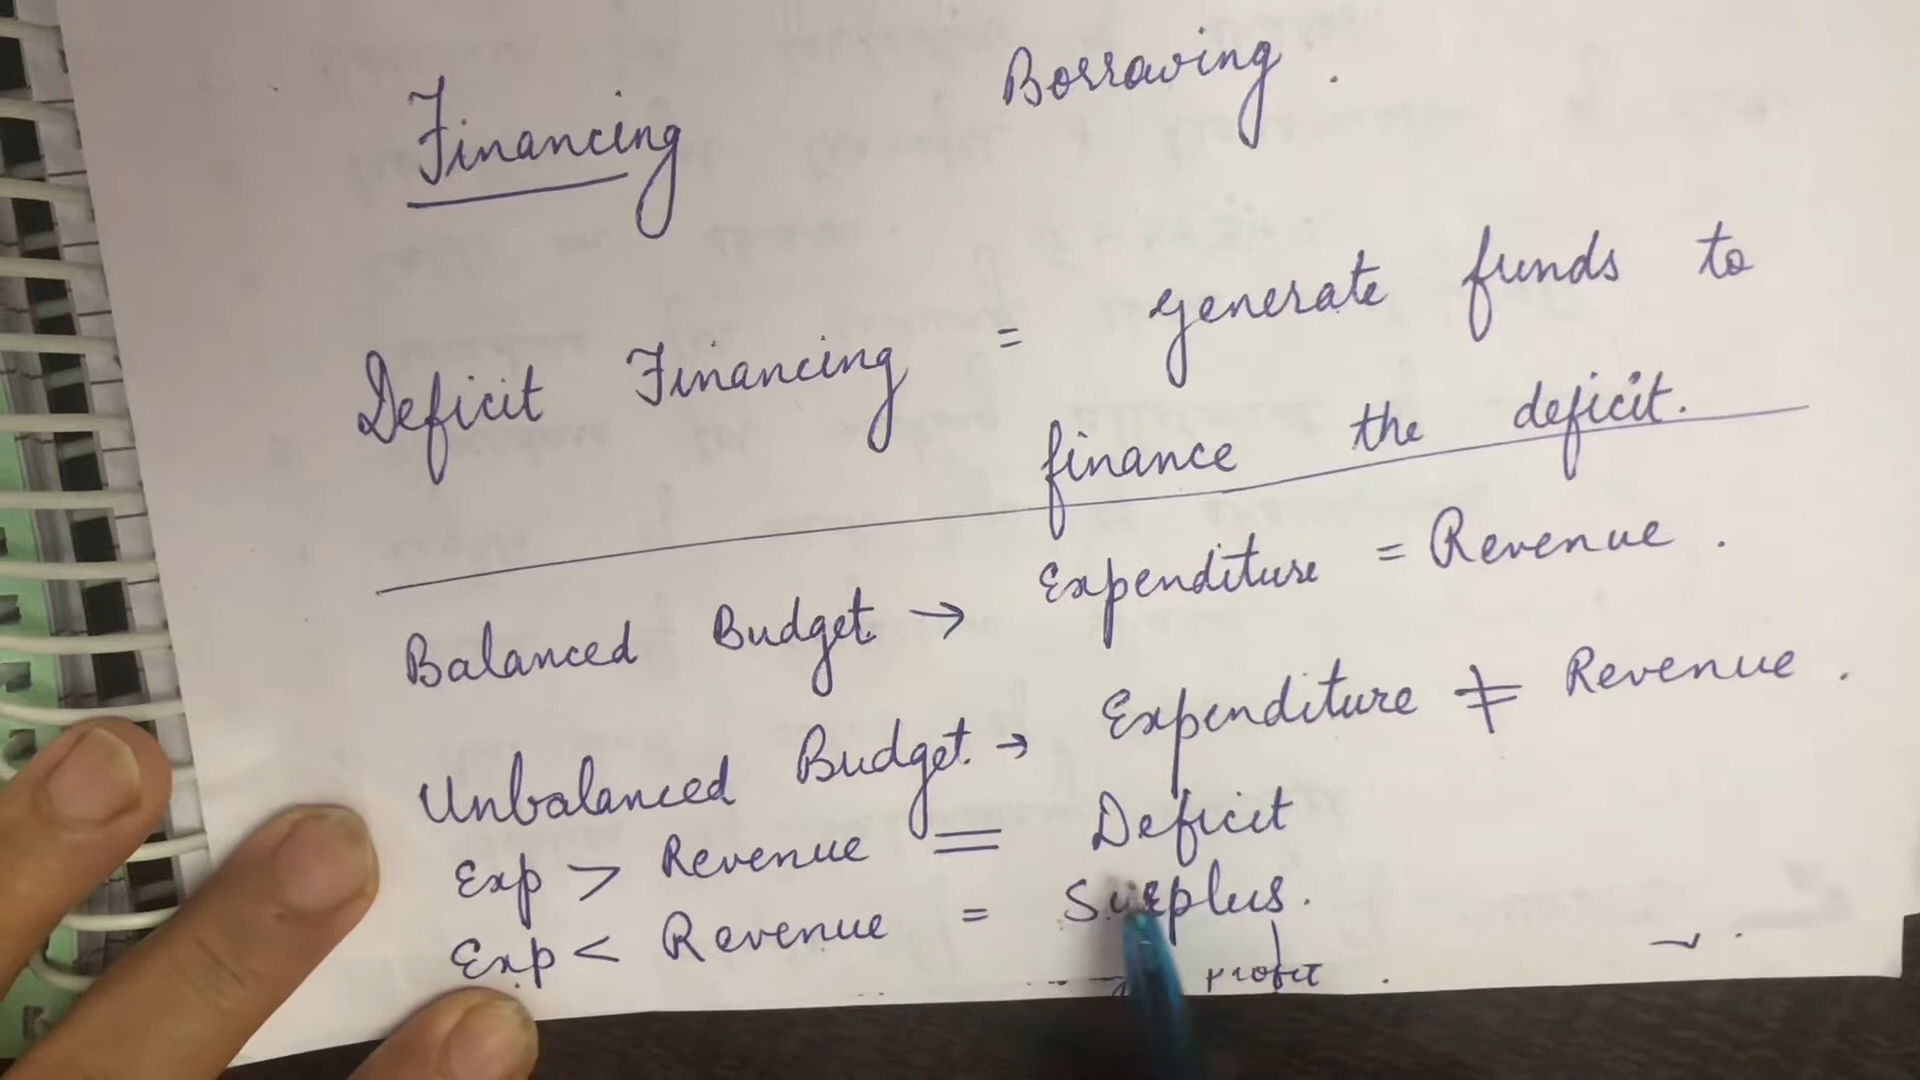 Financing Borrowing.
Deficit Financing = generate funds to
finance the deficit.
Balanced Budget → Expenditure = Revenue.
Unbalanced Budget → Expenditure ≠ Revenue.
Exp > Revenue = Deficit
Exp < Revenue = Surplus.
profit